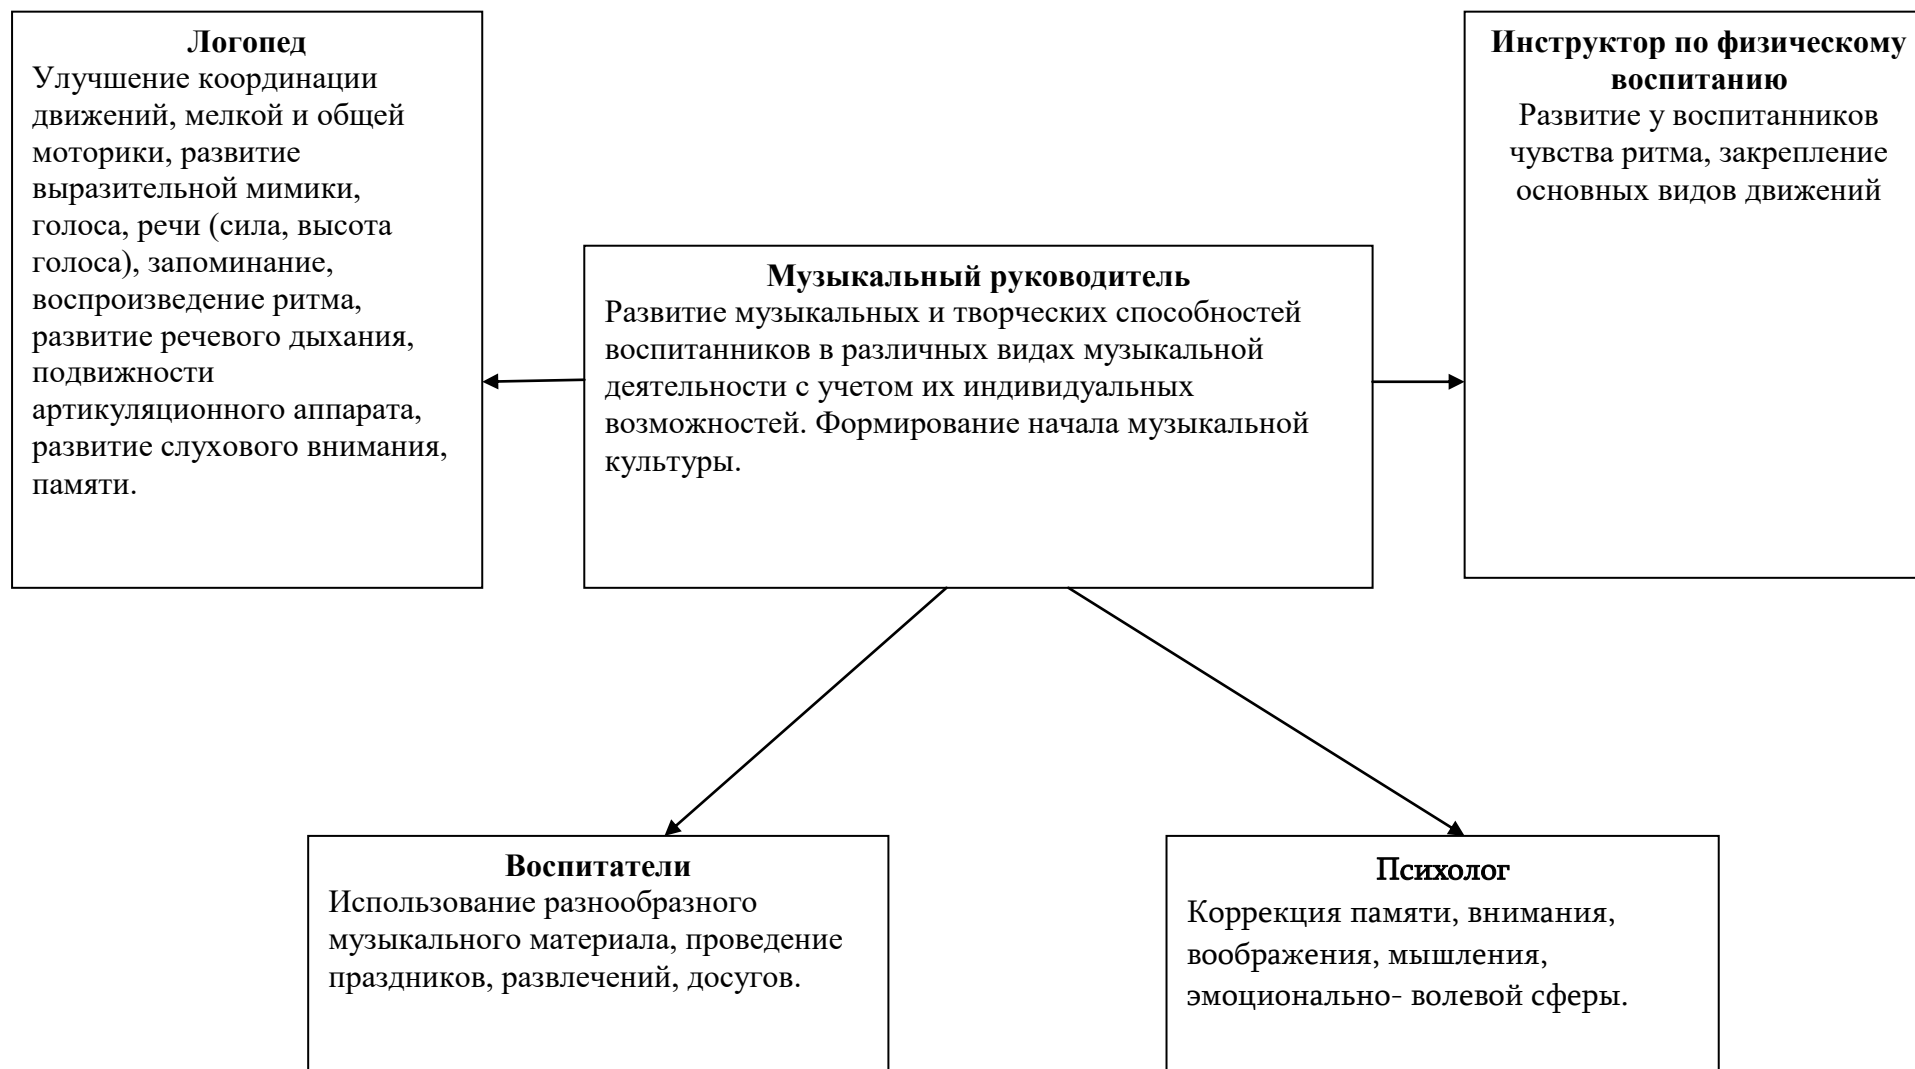 Логопед
Улучшение координации
движений, мелкой и общей
моторики, развитие
выразительной мимики,
голоса, речи (сила, высота
голоса), запоминание,
воспроизведение ритма,
развитие речевого дыхания,
подвижности
артикуляционного аппарата,
развитие слухового внимания,
памяти.
Музыкальный руководитель
Развитие музыкальных и творческих способностей
воспитанников в различных видах музыкальной
деятельности с учетом их индивидуальных
возможностей. Формирование начала музыкальной
культуры.
Инструктор по физическому
воспитанию
Развитие у воспитанников
чувства ритма, закрепление
основных видов движений
Воспитатели
Использование разнообразного
музыкального материала, проведение
праздников, развлечений, досугов.
Психолог
Коррекция памяти, внимания,
воображения, мышления,
эмоционально- волевой сферы.